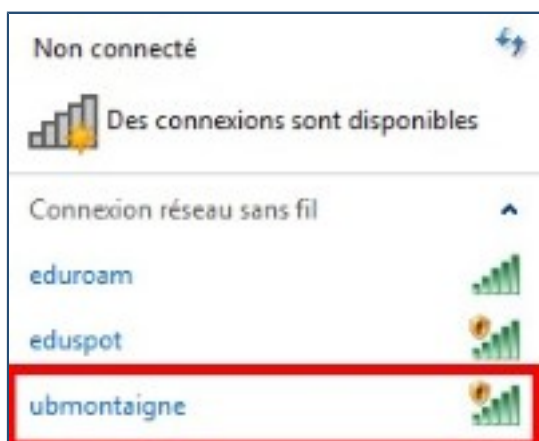 Non connecté
Des connexions sont disponibles
Connexion réseau sans fil
eduroam
eduspot
ubmontaigne